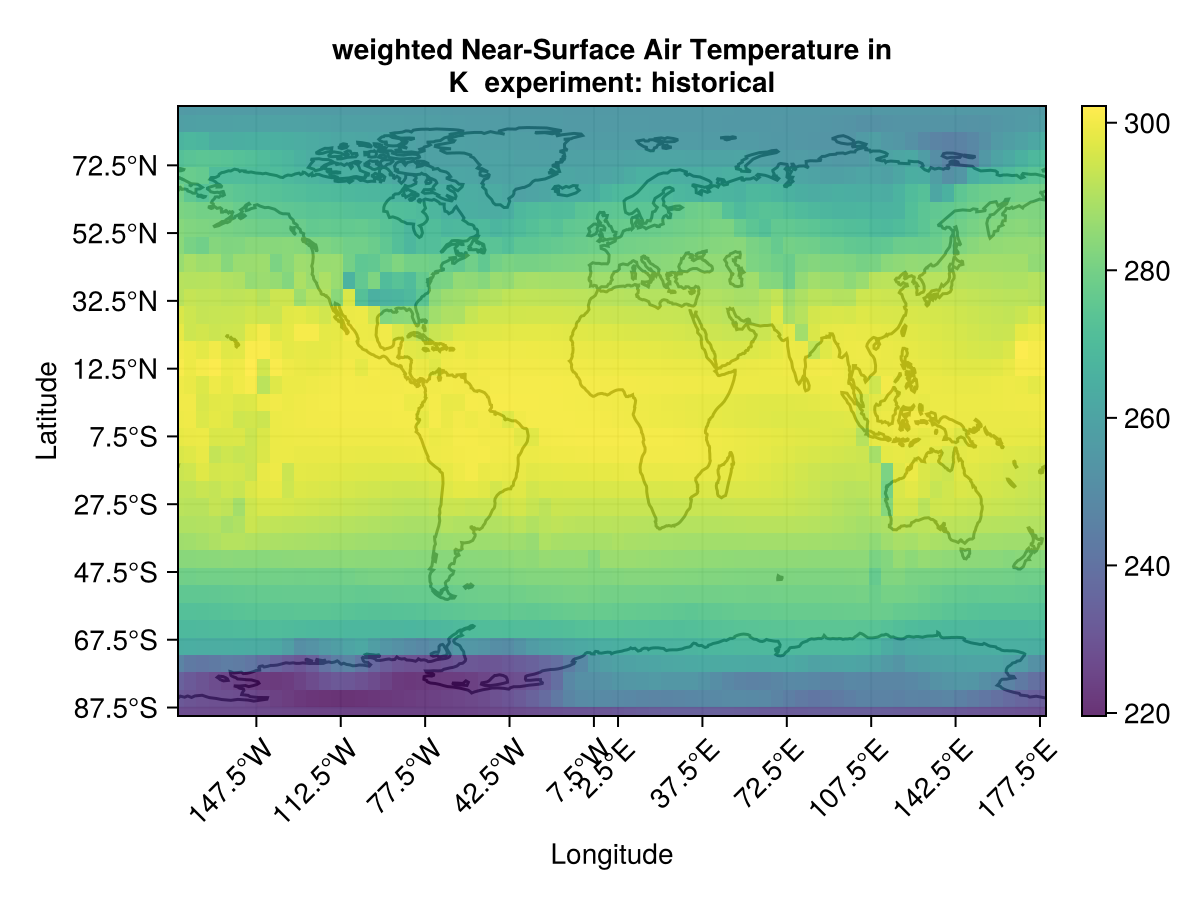 weighted Near-Surface Air Temperature in
K  experiment: historical
Latitude
72.5°N
52.5°N
32.5°N
12.5°N
7.5°S
27.5°S
47.5°S
67.5°S
87.5°S
147.5°W
112.5°W
77.5°W
42.5°W
7.5°W
2.5°E
37.5°E
72.5°E
107.5°E
142.5°E
177.5°E
Longitude
300
280
260
240
220